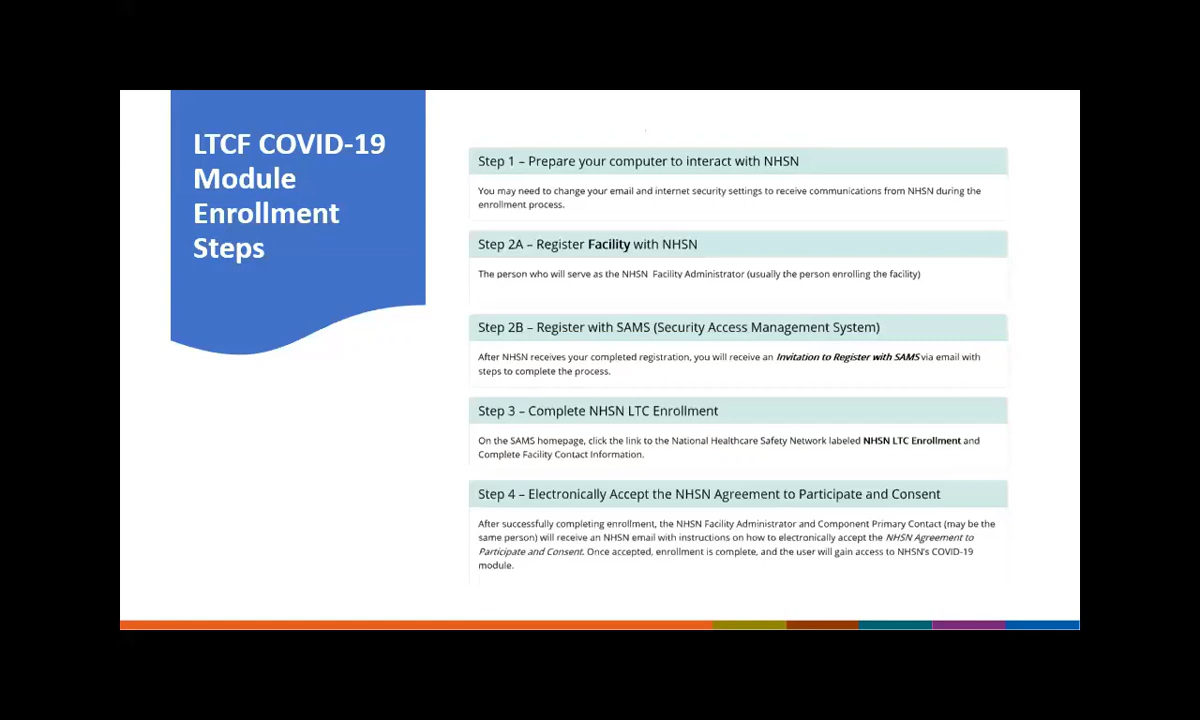 LTCF COVID-19
Module
Enrollment
Steps
Step 1 – Prepare your computer to interact with NHSN
You may need to change your email and internet security settings to receive communications from NHSN during the
enrollment process.
Step 2A – Register Facility with NHSN
The person who will serve as the NHSN Facility Administrator (usually the person enrolling the facility)
Step 2B – Register with SAMS (Security Access Management System)
After NHSN receives your completed registration, you will receive an Invitation to Register with SAMS via email with
steps to complete the process.
Step 3 – Complete NHSN LTC Enrollment
On the SAMS homepage, click the link to the National Healthcare Safety Network labeled NHSN LTC Enrollment and
Complete Facility Contact Information.
Step 4 – Electronically Accept the NHSN Agreement to Participate and Consent
After successfully completing enrollment, the NHSN Facility Administrator and Component Primary Contact (may be the
same person) will receive an NHSN email with instructions on how to electronically accept the NHSN Agreement to
Participate and Consent. Once accepted, enrollment is complete, and the user will gain access to NHSN's COVID-19
module.